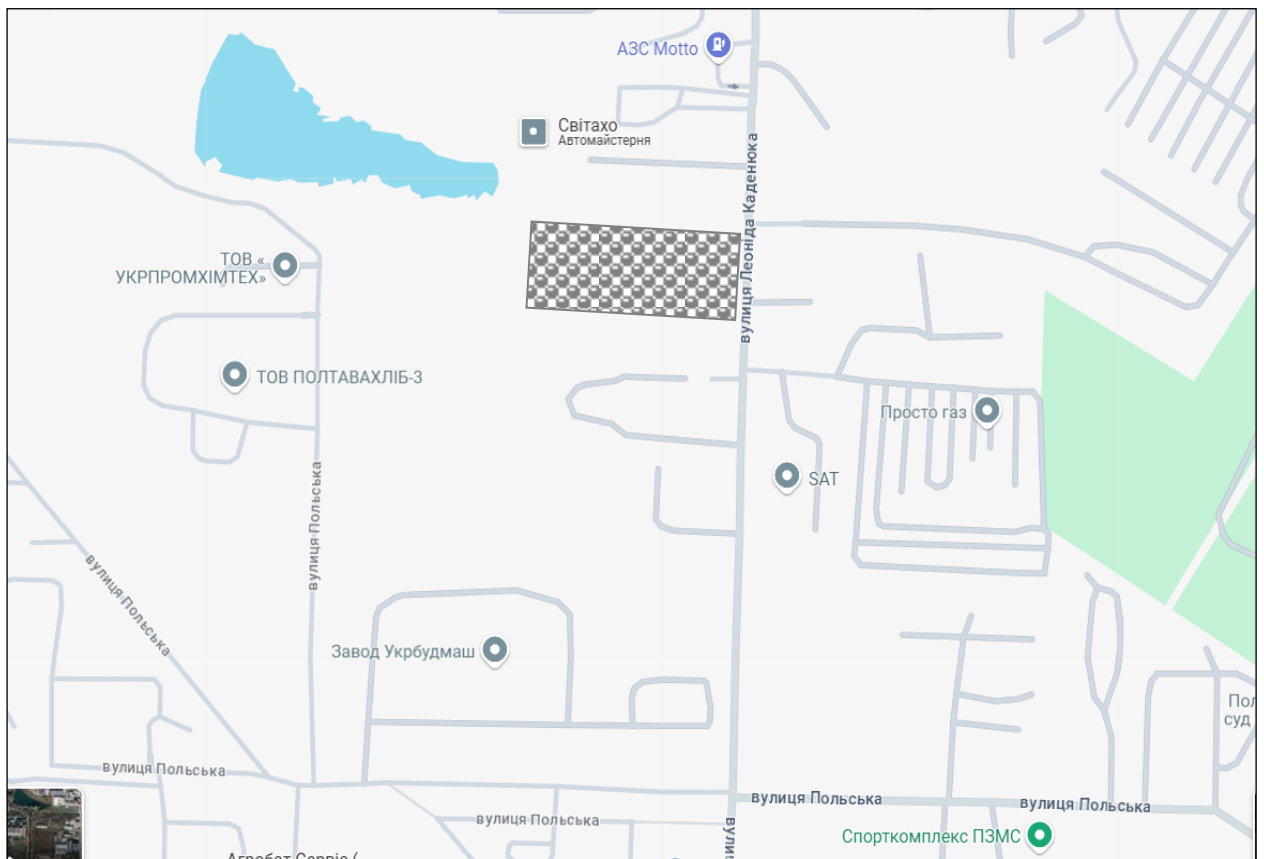 АЗС Motto
Світахо
Автомайстерня
вулиця Леоніда Каденюка
ТОВ «
УКРПРОМХІМТЕХ»
ТОВ ПОЛТАВАХЛІБ-3
Просто газ
SAT
вулиця Польська
вулиця Польська
Завод Укрбудмаш
вулиця Польська
вулиця Польська
вулиця Польська
вулиця Польська
Спорткомплекс ПЗМС
суд